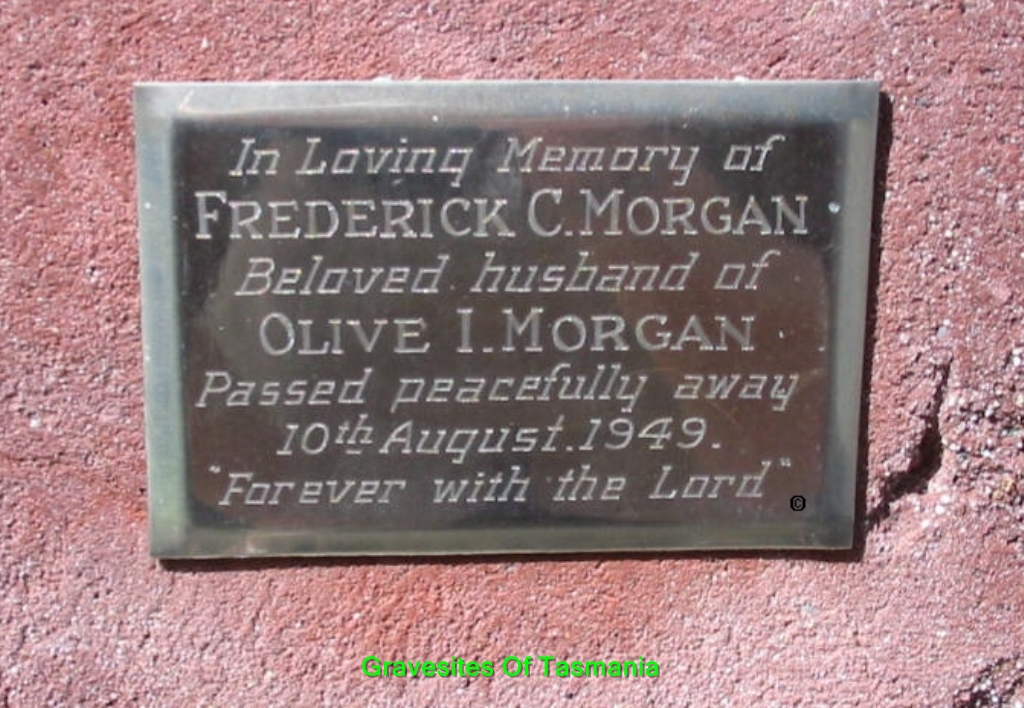 In Loving Memory of
FREDERICK C. MORGAN
Beloved husband of
OLIVE I. MORGAN
Passed peacefully away
10th August. 1949.
"Forever with the Lord"
©
Gravesites Of Tasmania